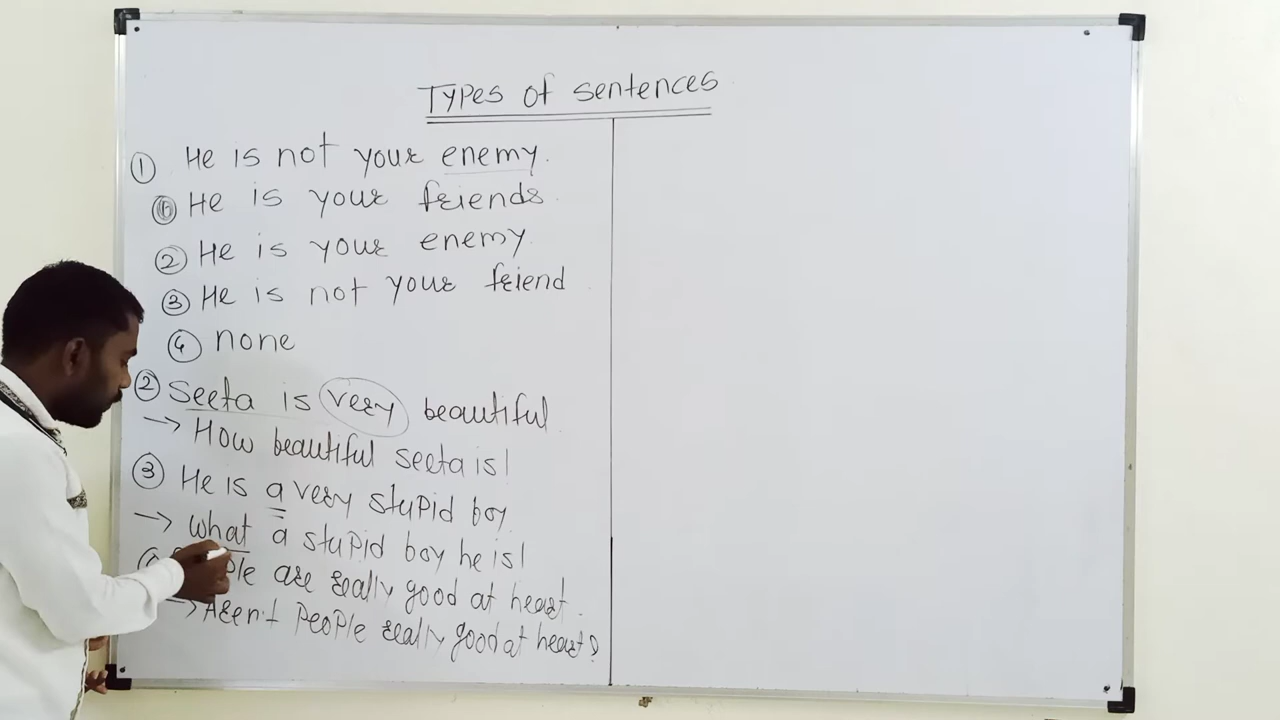 Types of sentences
① He is not your enemy.
He is your friends.
② He is your enemy.
③ He is not your friend
④ none
② Seeta is very beautiful.
→ How beautiful seeta is!
③ He is a very stupid boy.
→ what a stupid boy he is!
are really good at heart.
→ Aren't People really good at heart?